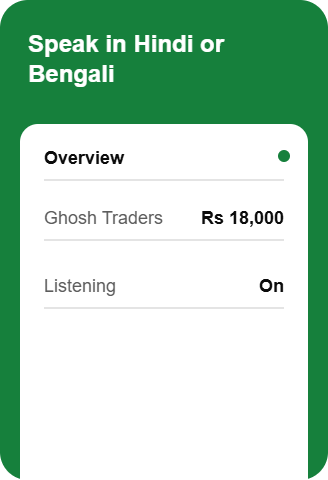 Speak in Hindi or
Bengali
Overview
Ghosh Traders Rs 18,000
Listening On